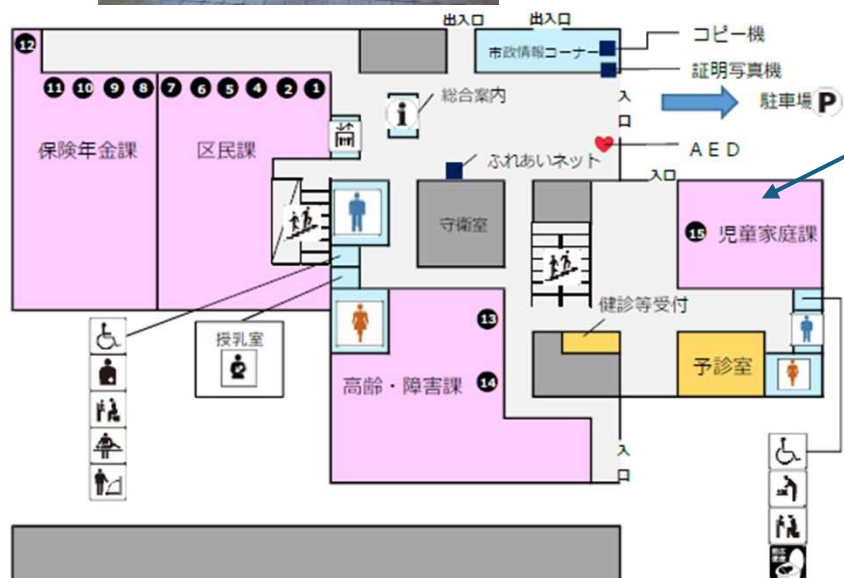 出入口
出入口
コピー機
市政情報コーナー
証明写真機
12
入口
駐車場 P
11 10 9 8 7 6 5 4 2 1
総合案内
i
保険年金課
区民課
AED
ふれあいネット
入口
守衛室
15 児童家庭課
健診等受付
13
授乳室
予診室
高齢・障害課 14
入口